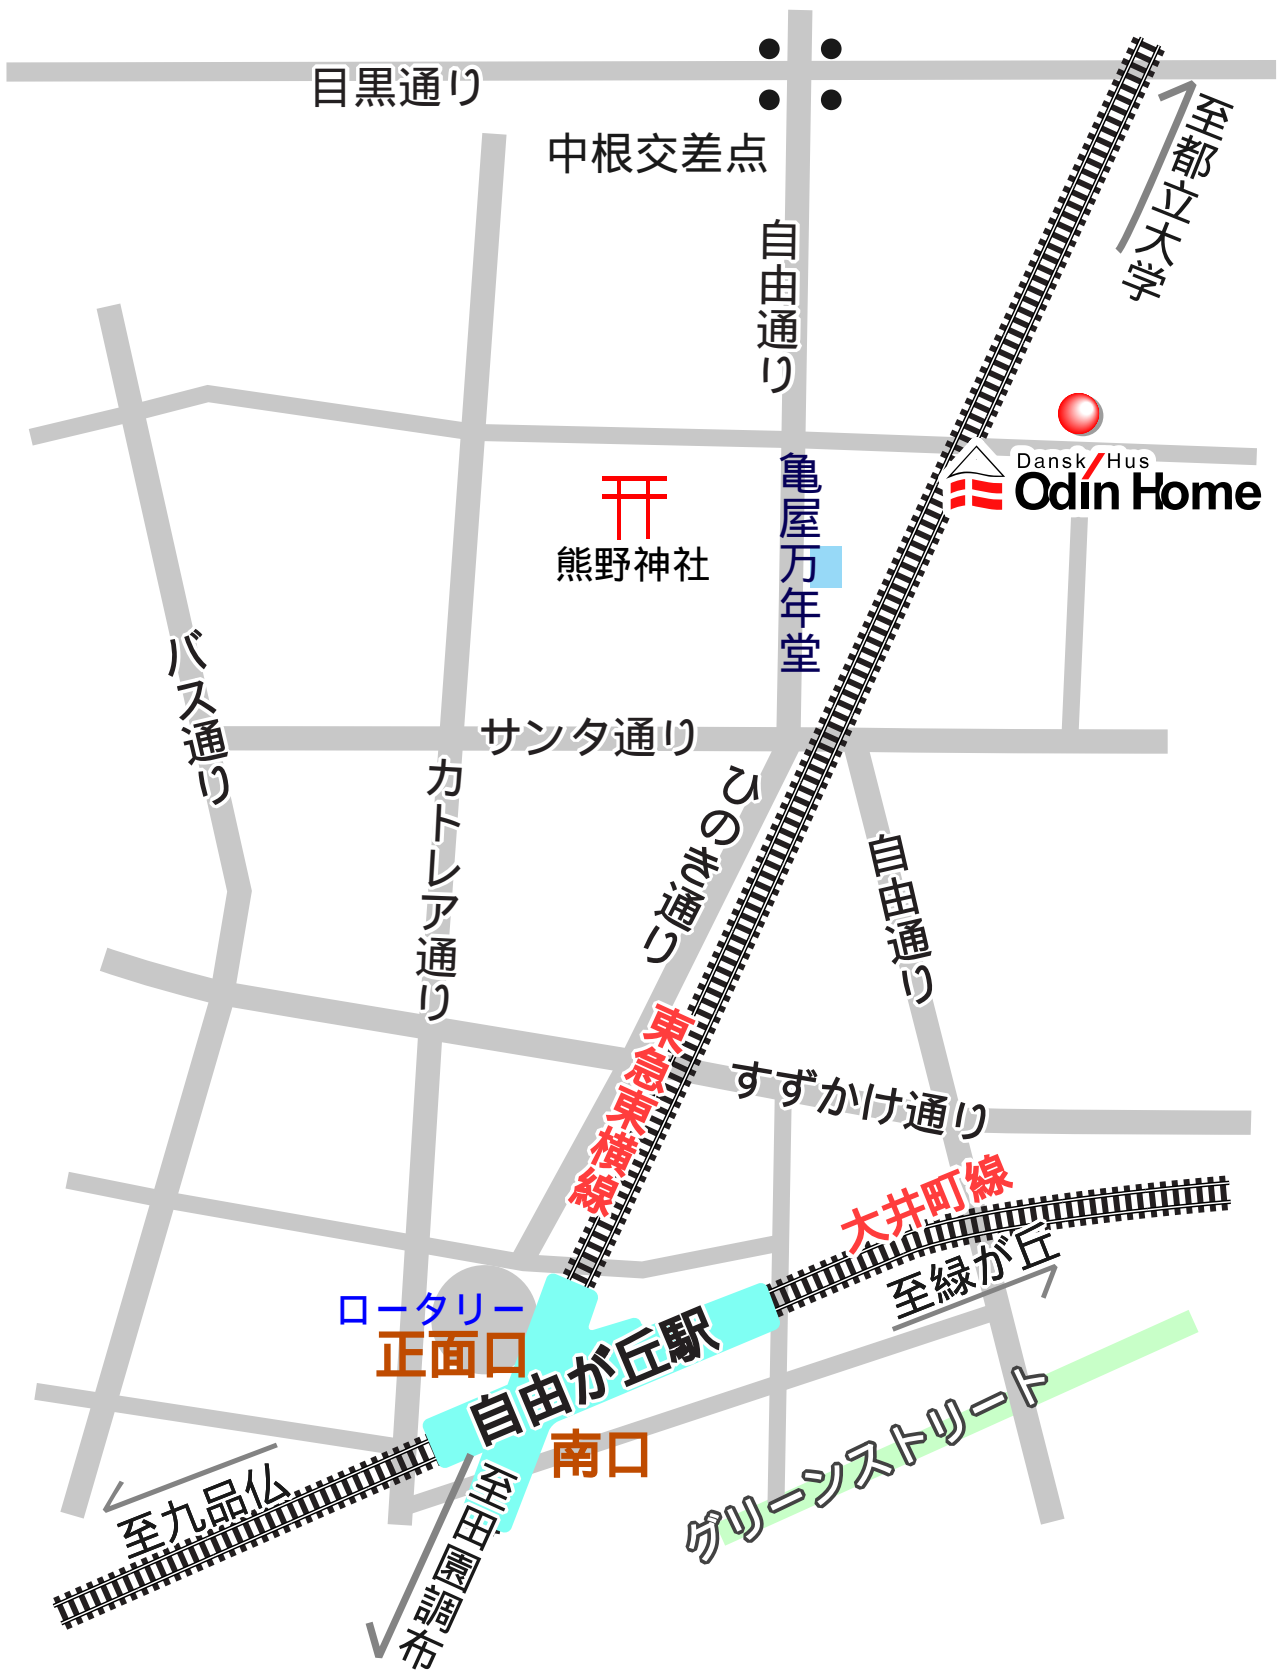 目黒通り
至都立大学
中根交差点
自由通り
Dansk Hus
Odin Home
亀屋万年堂
熊野神社
バス通り
サンタ通り
カトレア通り
ひのき通り
自由通り
東急東横線
すずかけ通り
大井町線
至緑が丘
ロータリー
正面口
自由が丘駅
南口
グリーンストリート
至九品仏
至田園調布